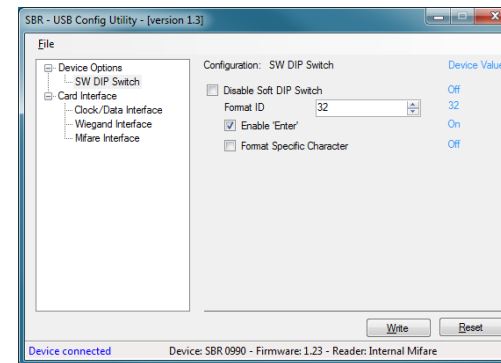 SBR - USB Config Utility - [version 1.3]
File
Device Options
SW DIP Switch
Card Interface
Clock/Data Interface
Wiegand Interface
Mifare Interface
Configuration: SW DIP Switch Device Value
Disable Soft DIP Switch Off
Format ID 32 32
Enable 'Enter' On
Format Specific Character Off
Write Reset
Device connected Device: SBR 0990 - Firmware: 1.23 - Reader: Internal Mifare